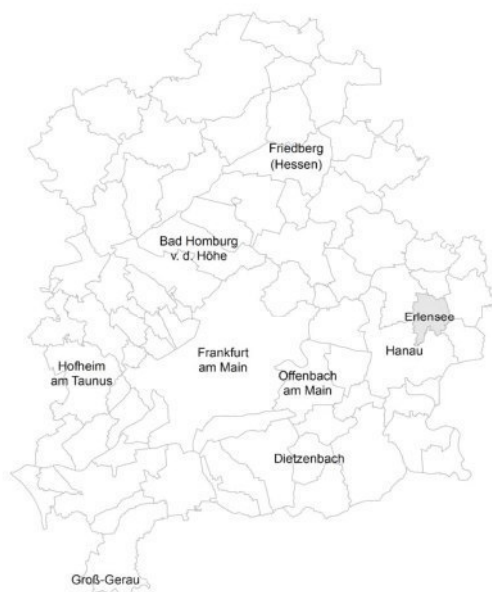 Friedberg
(Hessen)
Bad Homburg
v. d. Höhe
Erlensee
Hanau
Frankfurt
am Main
Hofheim
am Taunus
Offenbach
am Main
Dietzenbach
Groß-Gerau